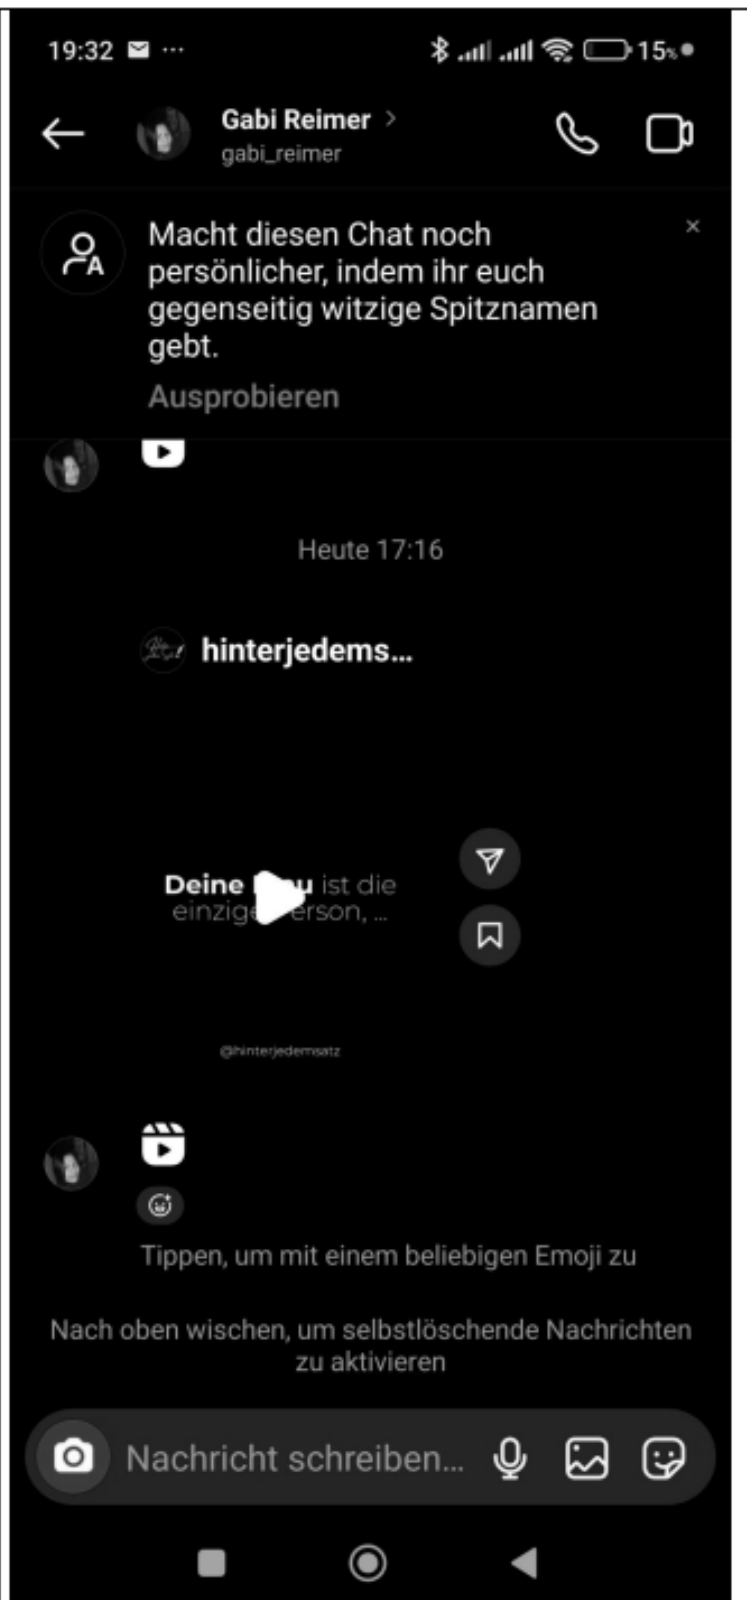 19:32
15%
Gabi Reimer
gabi_reimer
Macht diesen Chat noch
persönlicher, indem ihr euch
gegenseitig witzige Spitznamen
gebt.
Ausprobieren
Heute 17:16
hinterjedems...
Deine ist die
einzige Person, ...
@hinterjedemsatz
Tippen, um mit einem beliebigen Emoji zu
Nach oben wischen, um selbstlöschende Nachrichten
zu aktivieren
Nachricht schreiben...